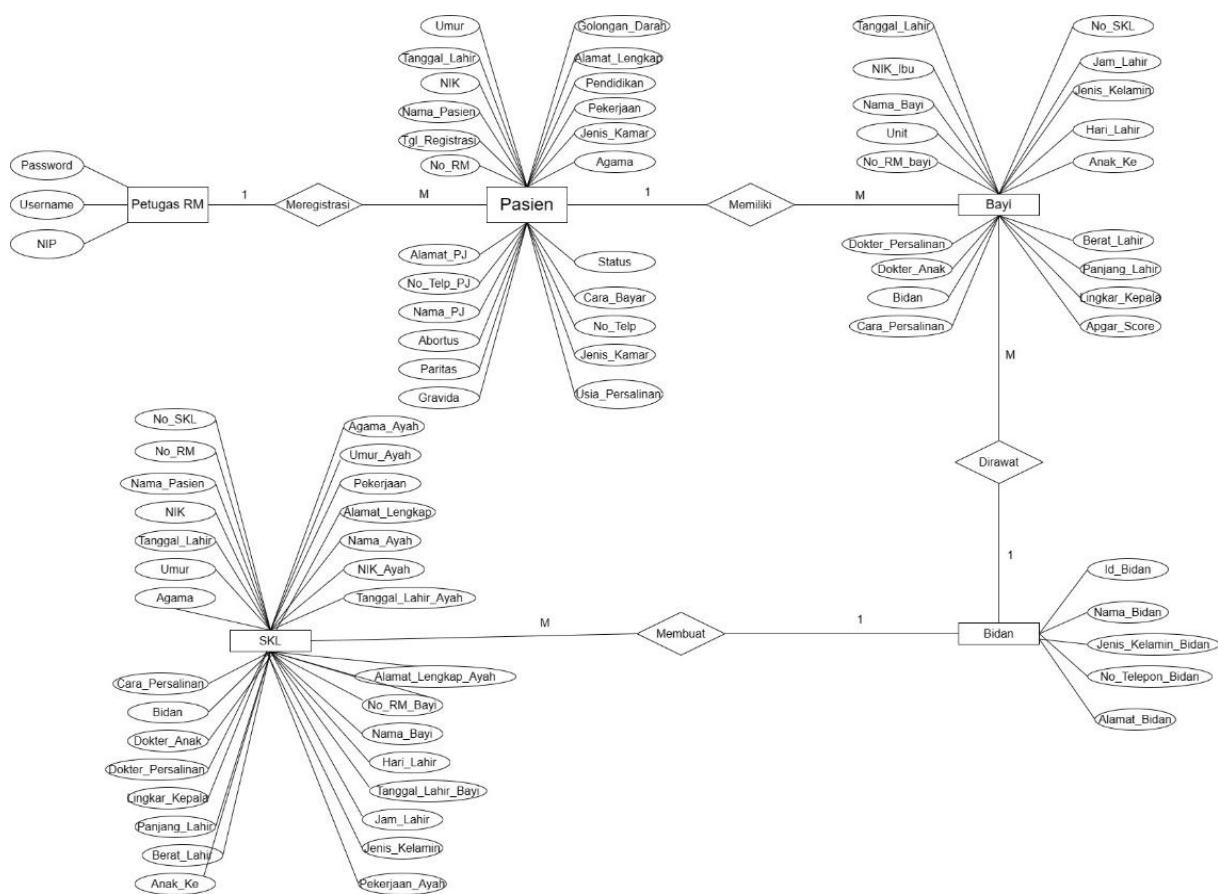 Umur
Tanggal_Lahir
NIK
Nama_Pasien
Tgl_Registrasi
No_RM
Golongan_Darah
Alamat_Lengkap
Pendidikan
Pekerjaan
Jenis_Kamar
Agama
Tanggal_Lahir
NIK_Ibu
Nama_Bayi
Unit
No_RM_bayi
No_SKL
Jam_Lahir
Jenis_Kelamin
Hari_Lahir
Anak_Ke
Password
Username
NIP
Petugas RM
1
Meregistrasi
M
Pasien
1
Memiliki
M
Bayi
Alamat_PJ
No_Telp_PJ
Nama_PJ
Abortus
Paritas
Gravida
Status
Cara_Bayar
No_Telp
Jenis_Kamar
Usia_Persalinan
Dokter_Persalinan
Dokter_Anak
Bidan
Cara_Persalinan
Berat_Lahir
Panjang_Lahir
Lingkar_Kepala
Apgar_Score
M
Dirawat
1
No_SKL
No_RM
Nama_Pasien
NIK
Tanggal_Lahir
Umur
Agama
Agama_Ayah
Umur_Ayah
Pekerjaan
Alamat_Lengkap
Nama_Ayah
NIK_Ayah
Tanggal_Lahir_Ayah
SKL
M
Membuat
1
Bidan
Id_Bidan
Nama_Bidan
Jenis_Kelamin_Bidan
No_Telepon_Bidan
Alamat_Bidan
Cara_Persalinan
Bidan
Dokter_Anak
Dokter_Persalinan
Lingkar_Kepala
Panjang_Lahir
Berat_Lahir
Anak_Ke
Alamat_Lengkap_Ayah
No_RM_Bayi
Nama_Bayi
Hari_Lahir
Tanggal_Lahir_Bayi
Jam_Lahir
Jenis_Kelamin
Pekerjaan_Ayah